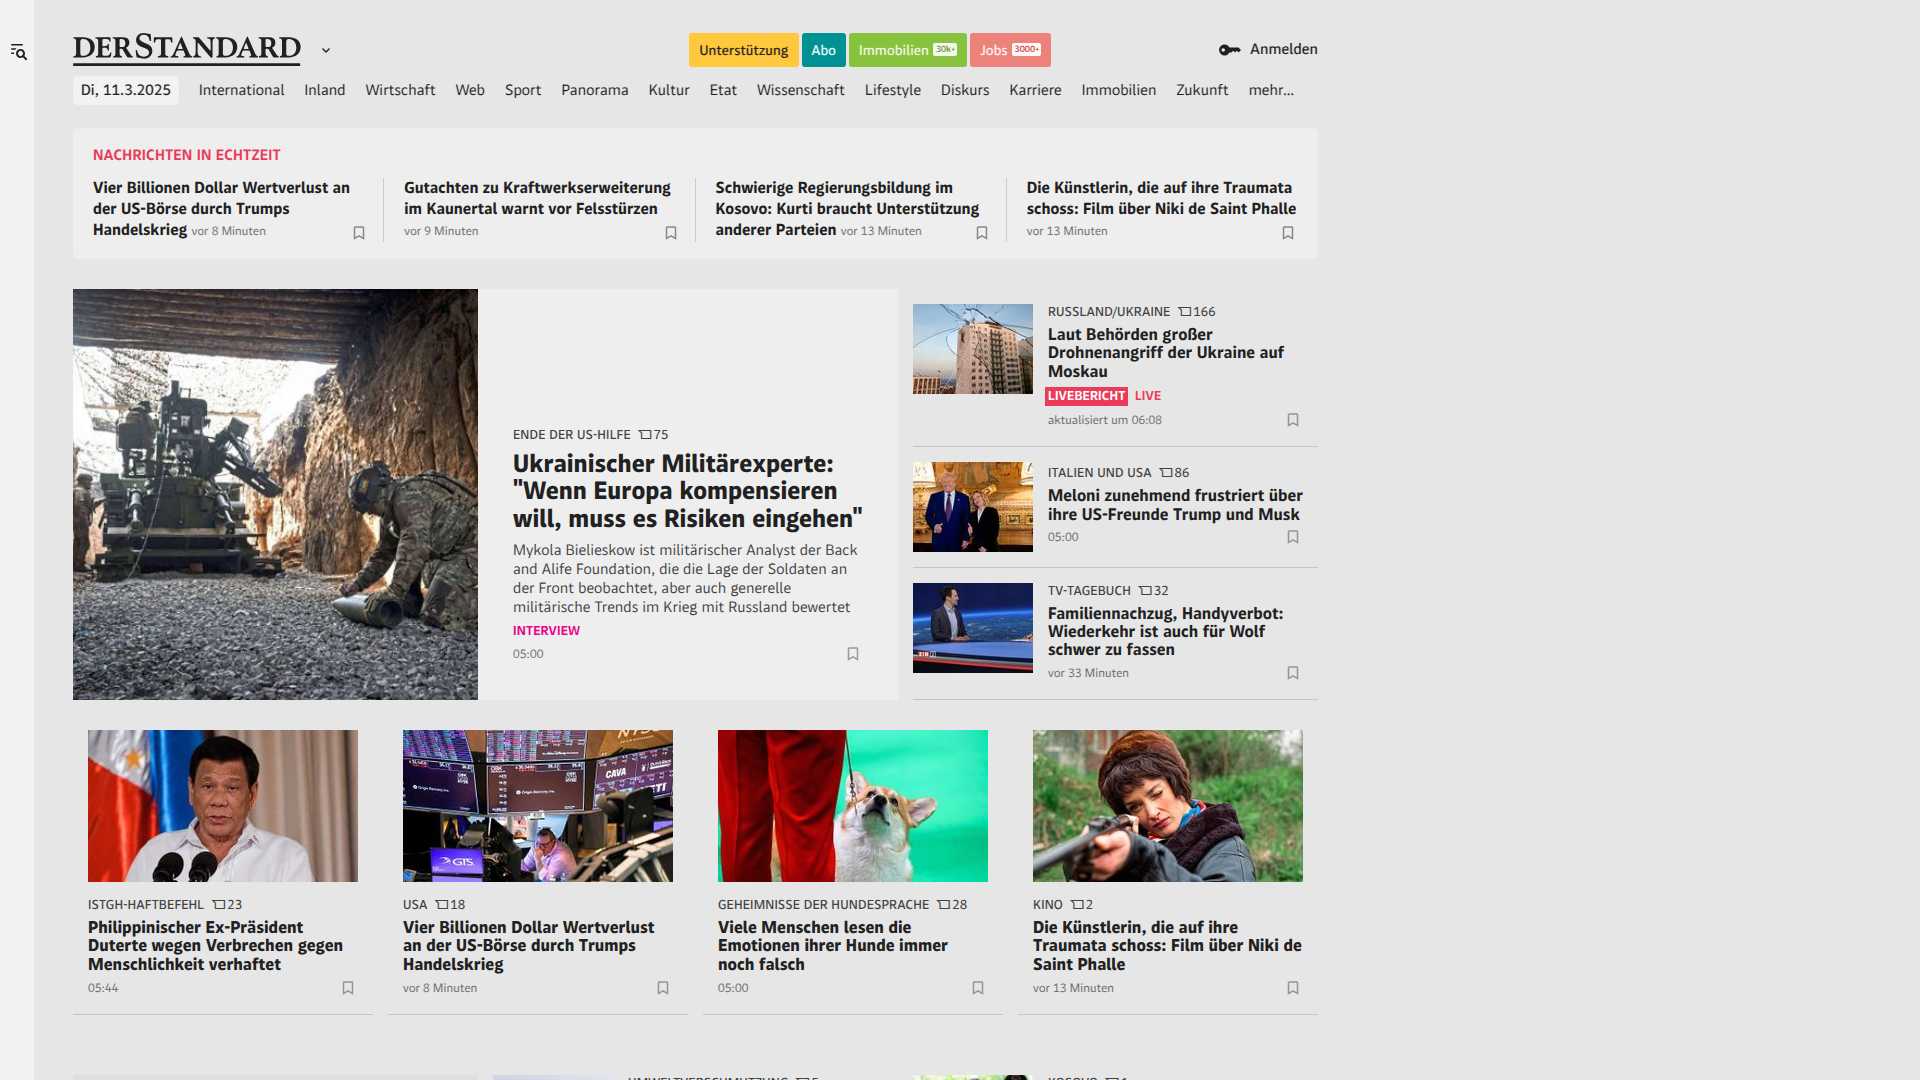 DERSTANDARD
Unterstützung
Abo
Immobilien 30k+
Jobs 3000+
Anmelden
Di, 11.3.2025
International
Inland
Wirtschaft
Web
Sport
Panorama
Kultur
Etat
Wissenschaft
Lifestyle
Diskurs
Karriere
Immobilien
Zukunft
mehr...
NACHRICHTEN IN ECHTZEIT
Vier Billionen Dollar Wertverlust an
der US-Börse durch Trumps
Handelskrieg vor 8 Minuten
Gutachten zu Kraftwerkserweiterung
im Kaunertal warnt vor Felsstürzen
vor 9 Minuten
Schwierige Regierungsbildung im
Kosovo: Kurti braucht Unterstützung
anderer Parteien vor 13 Minuten
Die Künstlerin, die auf ihre Traumata
schoss: Film über Niki de Saint Phalle
vor 13 Minuten
ENDE DER US-HILFE 75
Ukrainischer Militärexperte:
"Wenn Europa kompensieren
will, muss es Risiken eingehen"
Mykola Bielieskow ist militärischer Analyst der Back
and Alife Foundation, die die Lage der Soldaten an
der Front beobachtet, aber auch generelle
militärische Trends im Krieg mit Russland bewertet
INTERVIEW
05:00
RUSSLAND/UKRAINE 166
Laut Behörden großer
Drohnenangriff der Ukraine auf
Moskau
LIVEBERICHT LIVE
aktualisiert um 06:08
ITALIEN UND USA 86
Meloni zunehmend frustriert über
ihre US-Freunde Trump und Musk
05:00
TV-TAGEBUCH 32
Familiennachzug, Handyverbot:
Wiederkehr ist auch für Wolf
schwer zu fassen
vor 33 Minuten
ISTGH-HAFTBEFEHL 23
Philippinischer Ex-Präsident
Duterte wegen Verbrechen gegen
Menschlichkeit verhaftet
05:44
CAVA
GTS
USA 18
Vier Billionen Dollar Wertverlust
an der US-Börse durch Trumps
Handelskrieg
vor 8 Minuten
GEHEIMNISSE DER HUNDESPRACHE 28
Viele Menschen lesen die
Emotionen ihrer Hunde immer
noch falsch
05:00
KINO 2
Die Künstlerin, die auf ihre
Traumata schoss: Film über Niki de
Saint Phalle
vor 13 Minuten